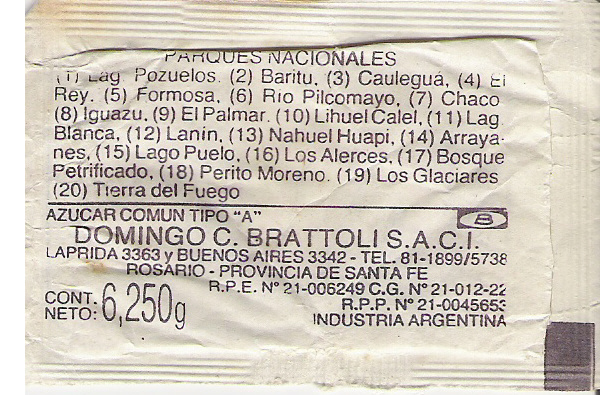 PARQUES NACIONALES
(1) Lag. Pozuelos. (2) Baritu, (3) Cauleguá, (4) El
Rey. (5) Formosa, (6) Rio Pilcomayo, (7) Chaco
(8) Iguazu, (9) El Palmar. (10) Lihuel Calel, (11) Lag
Blanca, (12) Lanin, (13) Nahuel Huapi, (14) Arraya-
nes, (15) Lago Puelo, (16) Los Alerces, (17) Bosque
Petrificado, (18) Perito Moreno. (19) Los Glaciares
(20) Tierra del Fuego
AZUCAR COMUN TIPO "A"
B
DOMINGO C. BRATTOLI S.A.C.I.
LAPRIDA 3363 y BUENOS AIRES 3342 - TEL. 81-1899/5738
ROSARIO - PROVINCIA DE SANTA FE
R.P.E. Nº 21-006249 C.G. Nº 21-012-22
R.P.P. Nº 21-0045653
CONT. NETO: 6,250g
INDUSTRIA ARGENTINA